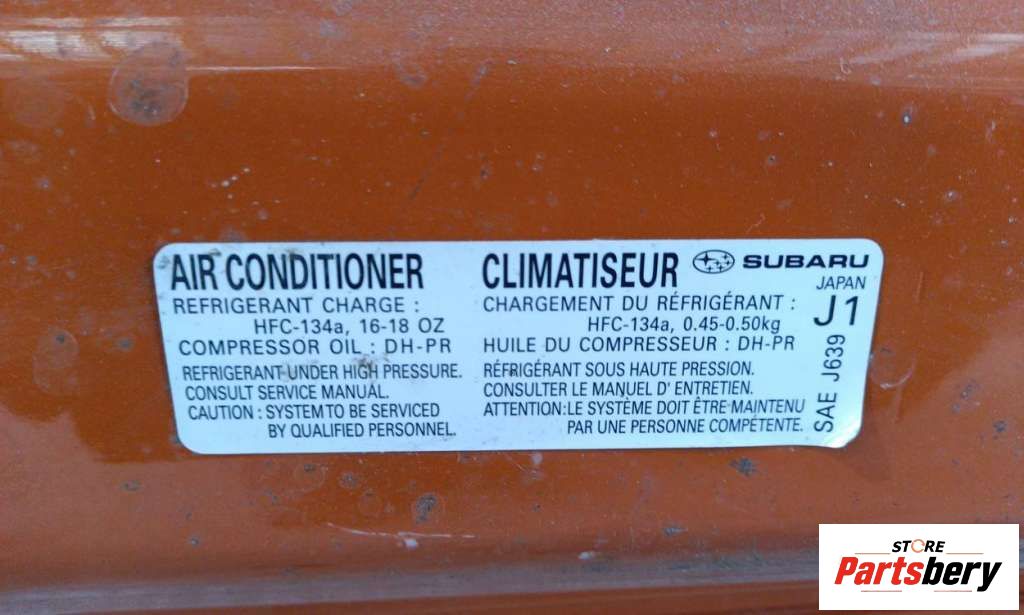 AIR CONDITIONER
REFRIGERANT CHARGE :
HFC-134a, 16-18 OZ
COMPRESSOR OIL : DH-PR
REFRIGERANT UNDER HIGH PRESSURE.
CONSULT SERVICE MANUAL.
CAUTION : SYSTEM TO BE SERVICED
BY QUALIFIED PERSONNEL.
CLIMATISEUR
CHARGEMENT DU RÉFRIGÉRANT :
HFC-134a, 0.45-0.50kg
HUILE DU COMPRESSEUR : DH-PR
RÉFRIGÉRANT SOUS HAUTE PRESSION.
CONSULTER LE MANUEL D' ENTRETIEN.
ATTENTION:LE SYSTÈME DOIT ÊTRE MAINTENU
PAR UNE PERSONNE COMPÉTENTE.
SUBARU
JAPAN
J1
SAE J639
STORE
Partsbery